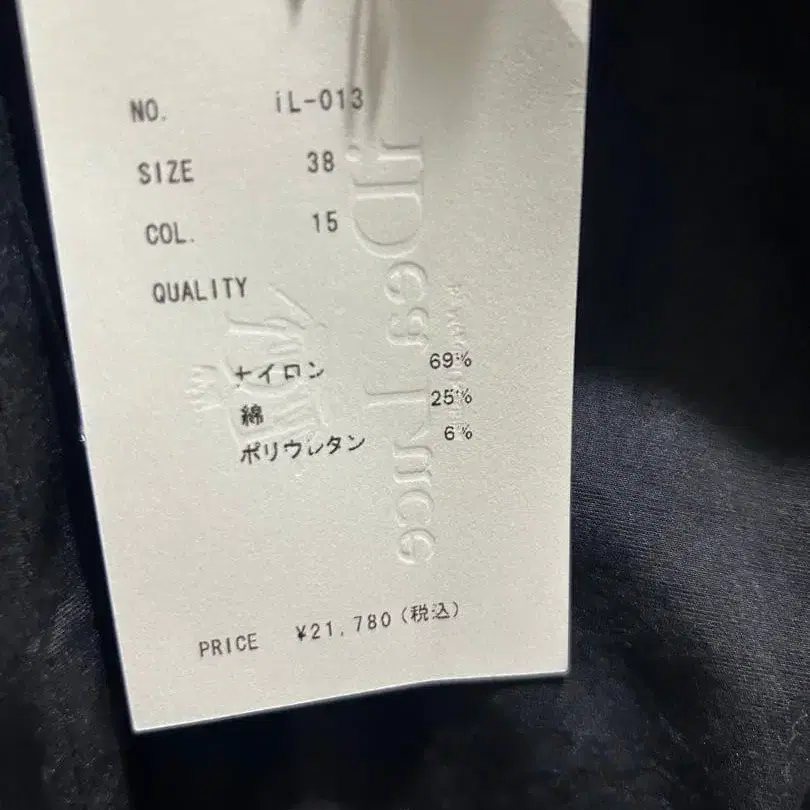 NO. iL-013
SIZE 38
COL. 15
QUALITY
ナイロン 69%
綿 25%
ポリウレタン 6%
PRICE ¥21,780(税込)